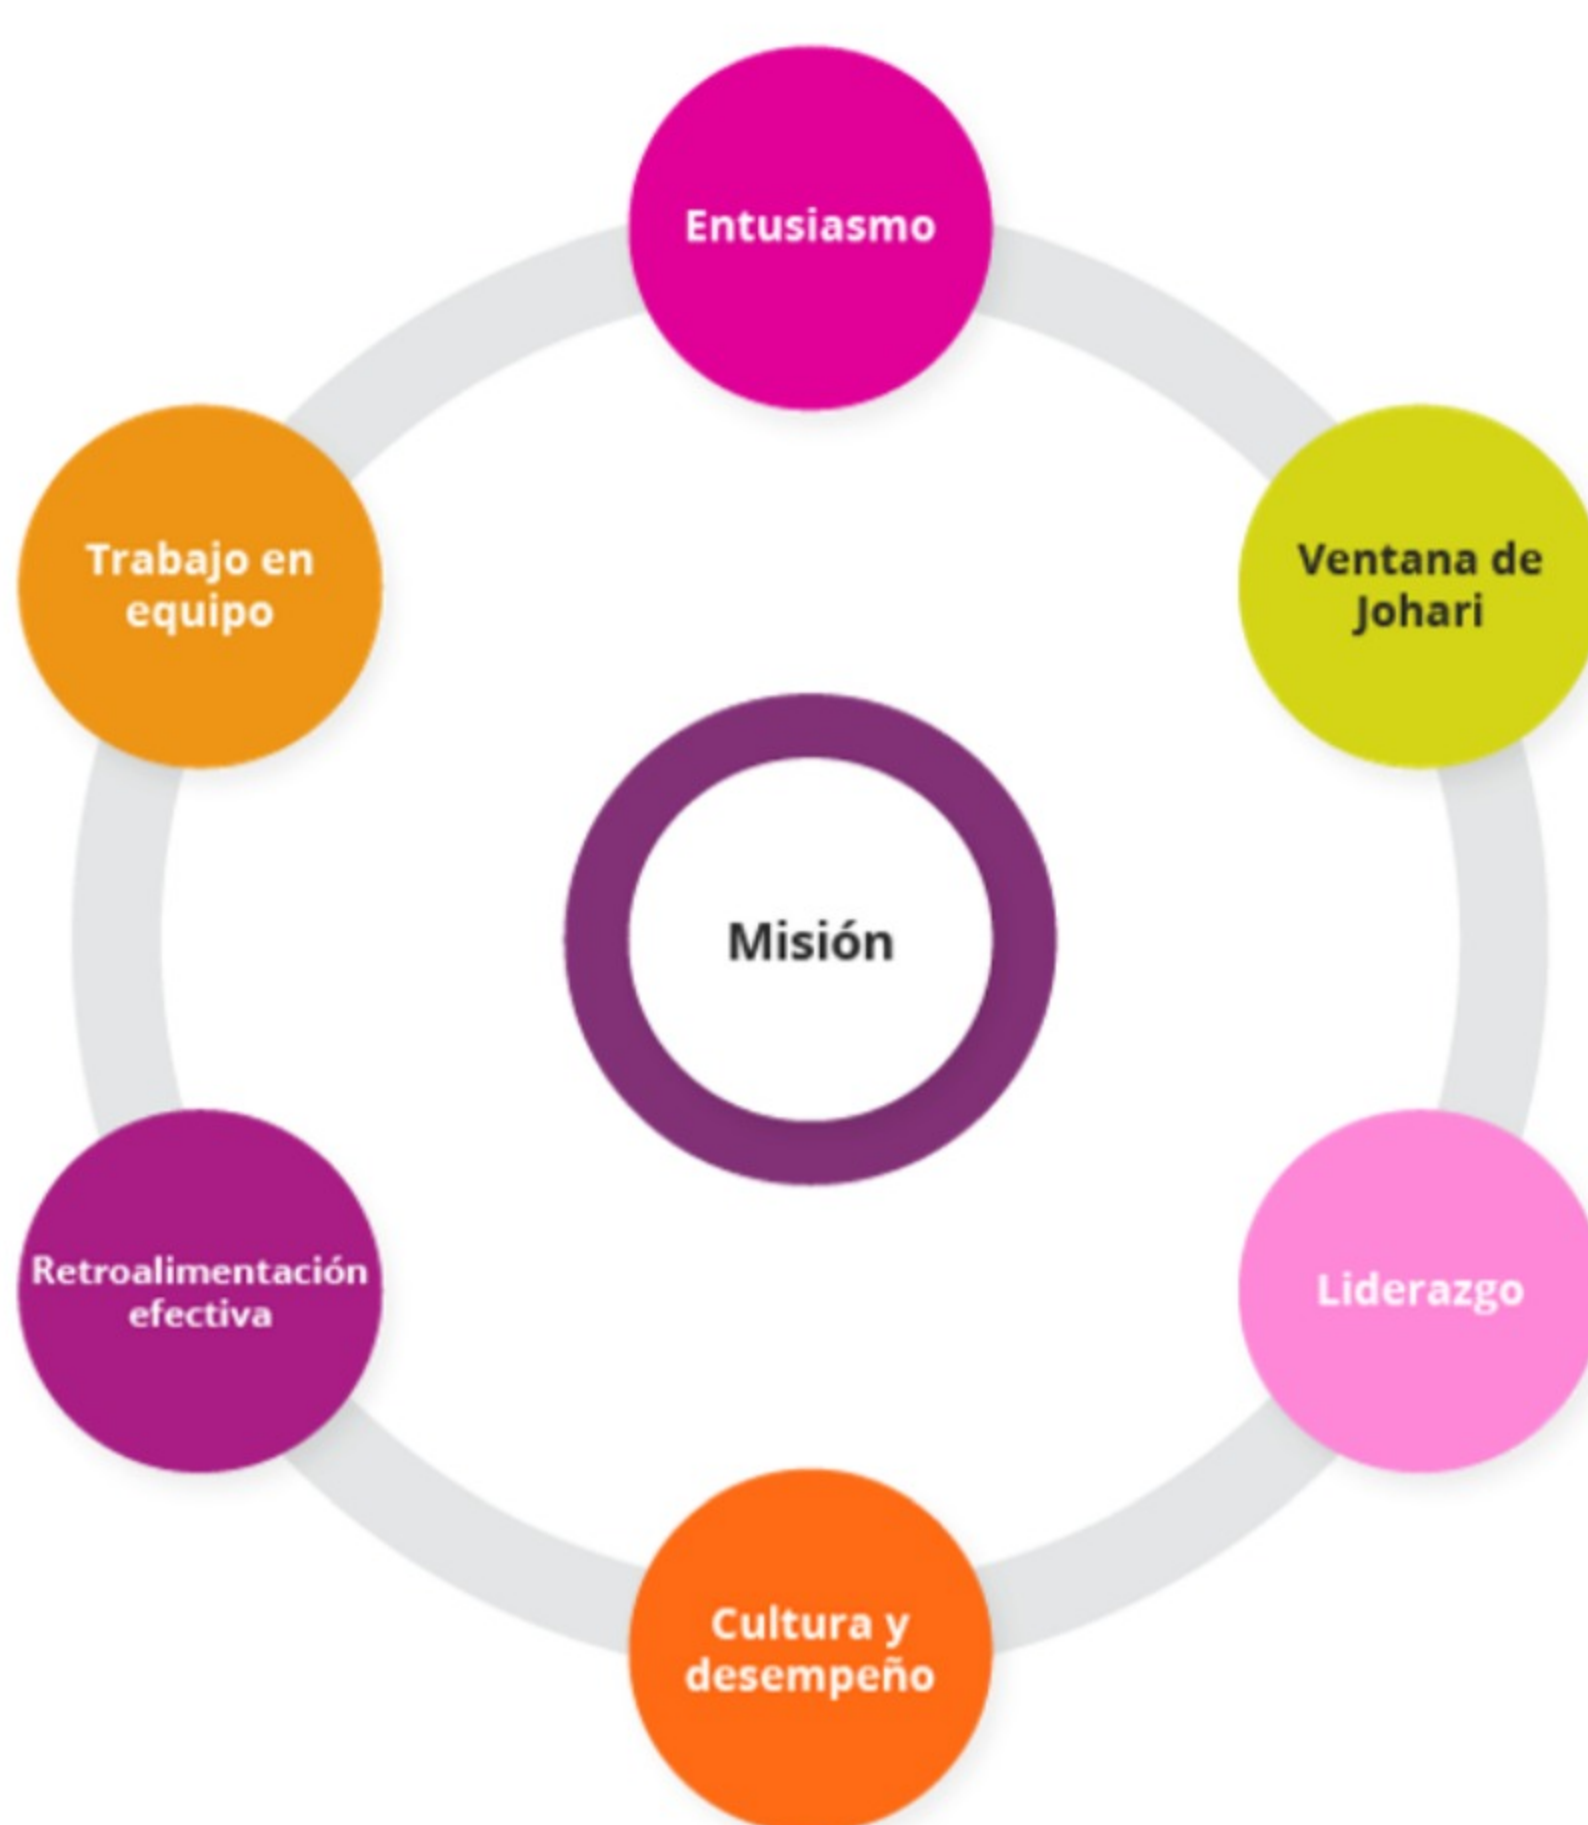 Entusiasmo
Trabajo en
equipo
Ventana de
Johari
Misión
Retroalimentación
efectiva
Liderazgo
Cultura y
desempeño